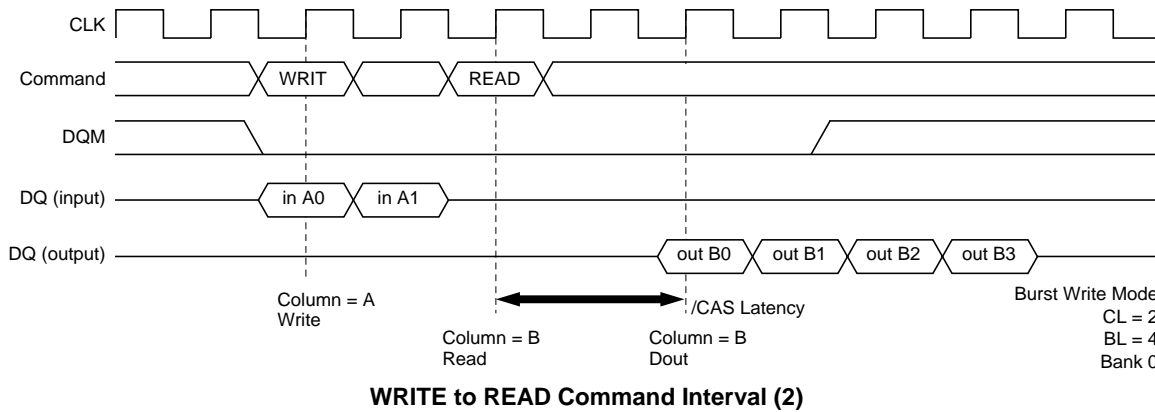 CLK
Command
WRIT
READ
DQM
DQ (input)
in A0
in A1
DQ (output)
out B0
out B1
out B2
out B3
Column = A
Write
/CAS Latency
Column = B
Read
Column = B
Dout
Burst Write Mode
CL = 2
BL = 4
Bank 0
WRITE to READ Command Interval (2)